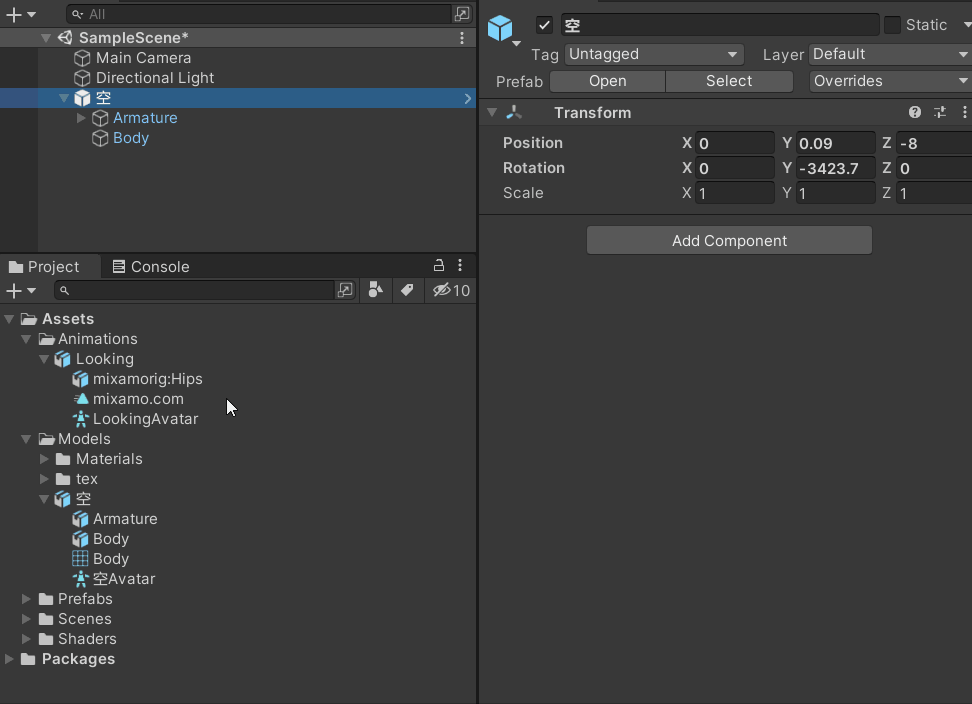 All
SampleScene*
Main Camera
Directional Light
空
Armature
Body
Project
Console
10
Assets
Animations
Looking
mixamorig:Hips
mixamo.com
LookingAvatar
Models
Materials
tex
空
Armature
Body
Body
空Avatar
Prefabs
Scenes
Shaders
Packages
空 Static
Tag Untagged Layer Default
Prefab Open Select Overrides
Transform
Position X 0 Y 0.09 Z -8
Rotation X 0 Y -3423.7 Z 0
Scale X 1 Y 1 Z 1
Add Component